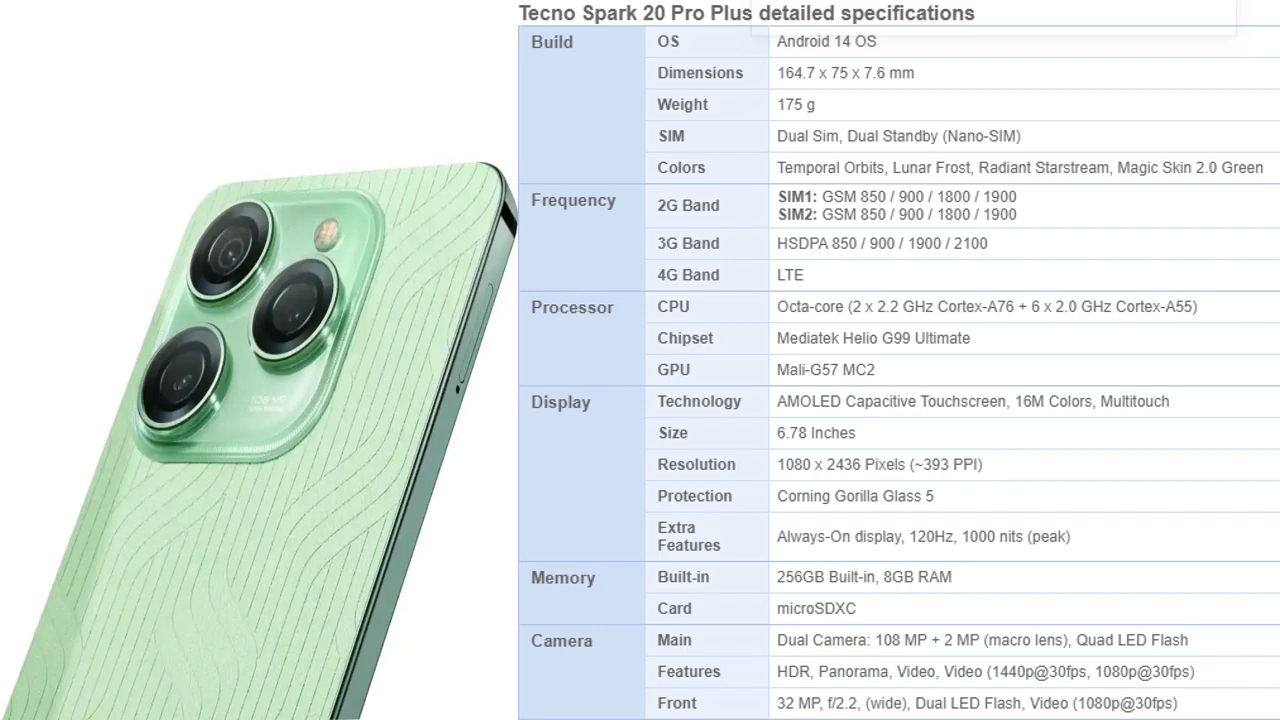 Tecno Spark 20 Pro Plus detailed specifications
Build
OS
Android 14 OS
Dimensions
164.7 x 75 x 7.6 mm
Weight
175 g
SIM
Dual Sim, Dual Standby (Nano-SIM)
Colors
Temporal Orbits, Lunar Frost, Radiant Starstream, Magic Skin 2.0 Green
Frequency
2G Band
SIM1: GSM 850 / 900 / 1800 / 1900
SIM2: GSM 850 / 900 / 1800 / 1900
3G Band
HSDPA 850 / 900 / 1900 / 2100
4G Band
LTE
Processor
CPU
Octa-core (2 x 2.2 GHz Cortex-A76 + 6 x 2.0 GHz Cortex-A55)
Chipset
Mediatek Helio G99 Ultimate
GPU
Mali-G57 MC2
Display
Technology
AMOLED Capacitive Touchscreen, 16M Colors, Multitouch
Size
6.78 Inches
Resolution
1080 x 2436 Pixels (~393 PPI)
Protection
Corning Gorilla Glass 5
Extra
Features
Always-On display, 120Hz, 1000 nits (peak)
Memory
Built-in
256GB Built-in, 8GB RAM
Card
microSDXC
Camera
Main
Dual Camera: 108 MP + 2 MP (macro lens), Quad LED Flash
Features
HDR, Panorama, Video, Video (1440p@30fps, 1080p@30fps)
Front
32 MP, f/2.2, (wide), Dual LED Flash, Video (1080p@30fps)